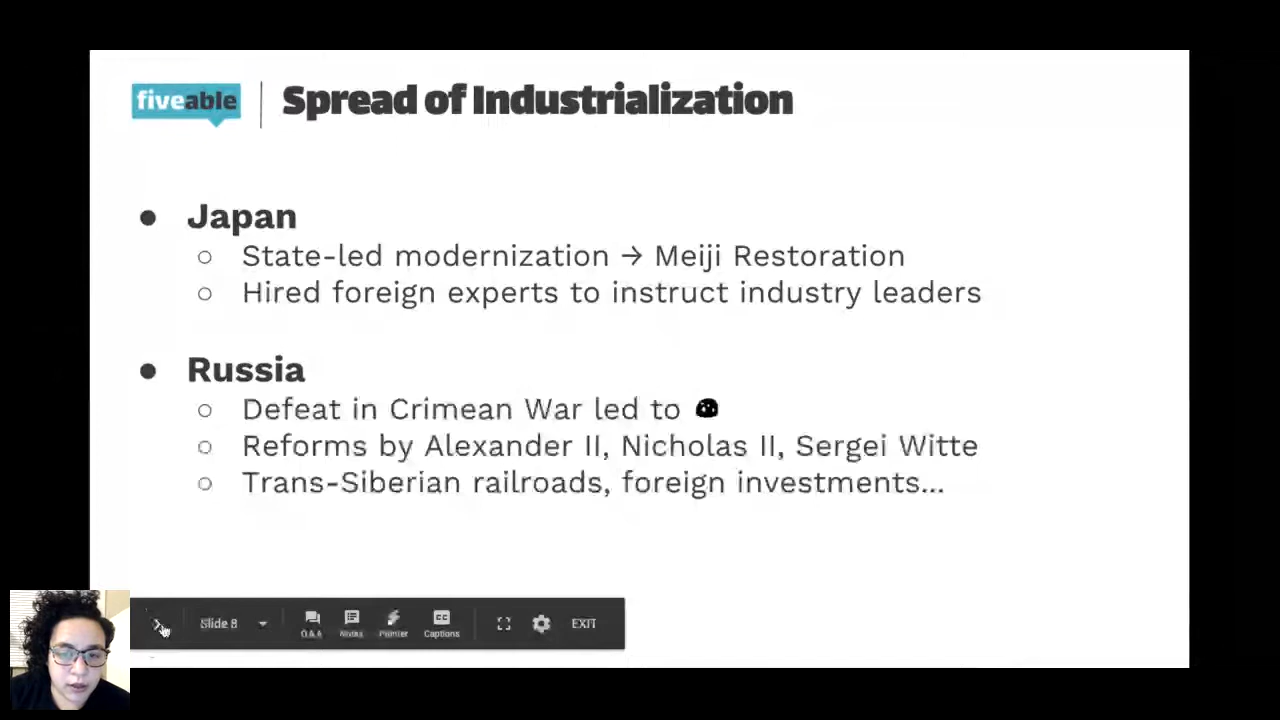 fiveable
Spread of Industrialization
● Japan
○ State-led modernization → Meiji Restoration
○ Hired foreign experts to instruct industry leaders
● Russia
○ Defeat in Crimean War led to
○ Reforms by Alexander II, Nicholas II, Sergei Witte
○ Trans-Siberian railroads, foreign investments...
Slide 8
Q&A Notes Pointer Captions
EXIT